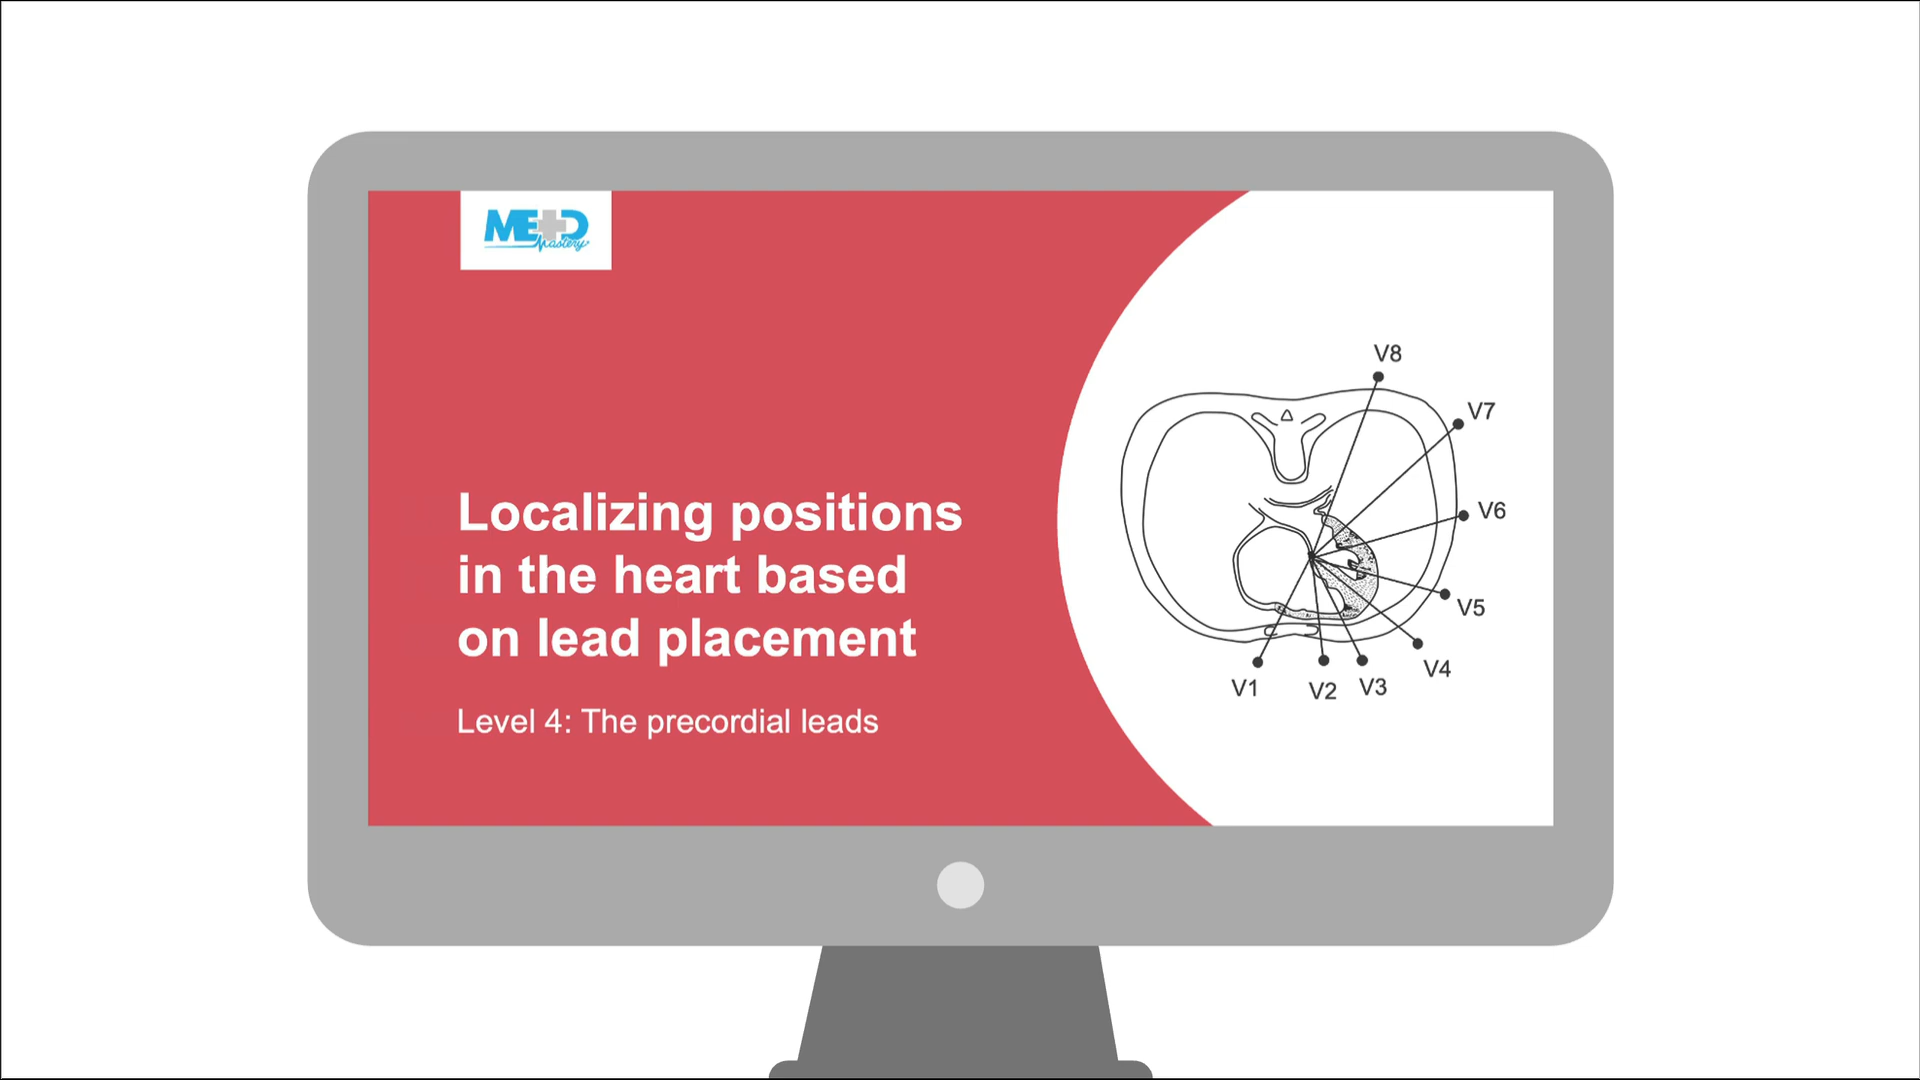 MED
Mastery
Localizing positions
in the heart based
on lead placement
Level 4: The precordial leads
V8
V7
V6
V5
V4
V3
V2
V1